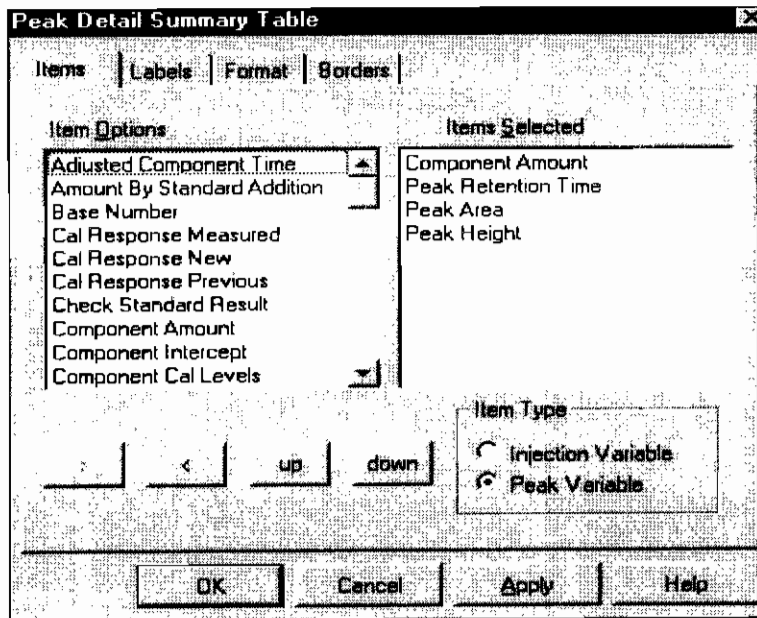 Peak Detail Summary Table
Items Labels Format Borders
Item Options
Adjusted Component Time
Amount By Standard Addition
Base Number
Cal Response Measured
Cal Response New
Cal Response Previous
Check Standard Result
Component Amount
Component Intercept
Component Cal Levels
Items Selected
Component Amount
Peak Retention Time
Peak Area
Peak Height
< up down
Item Type
Injection Variable
Peak Variable
OK Cancel Apply Help